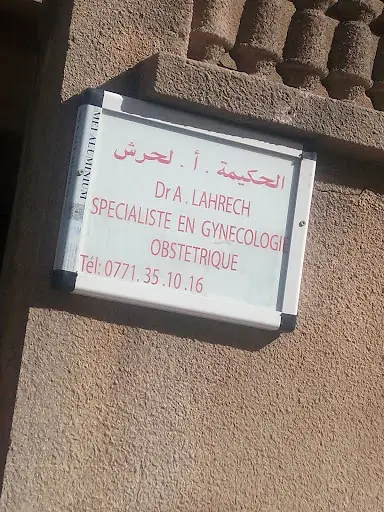 الحكيمة . أ . لحرش
Dr A . LAHRECH
SPECIALISTE EN GYNECOLOGIE
OBSTETRIQUE
Tél: 0771. 35 .10 .16